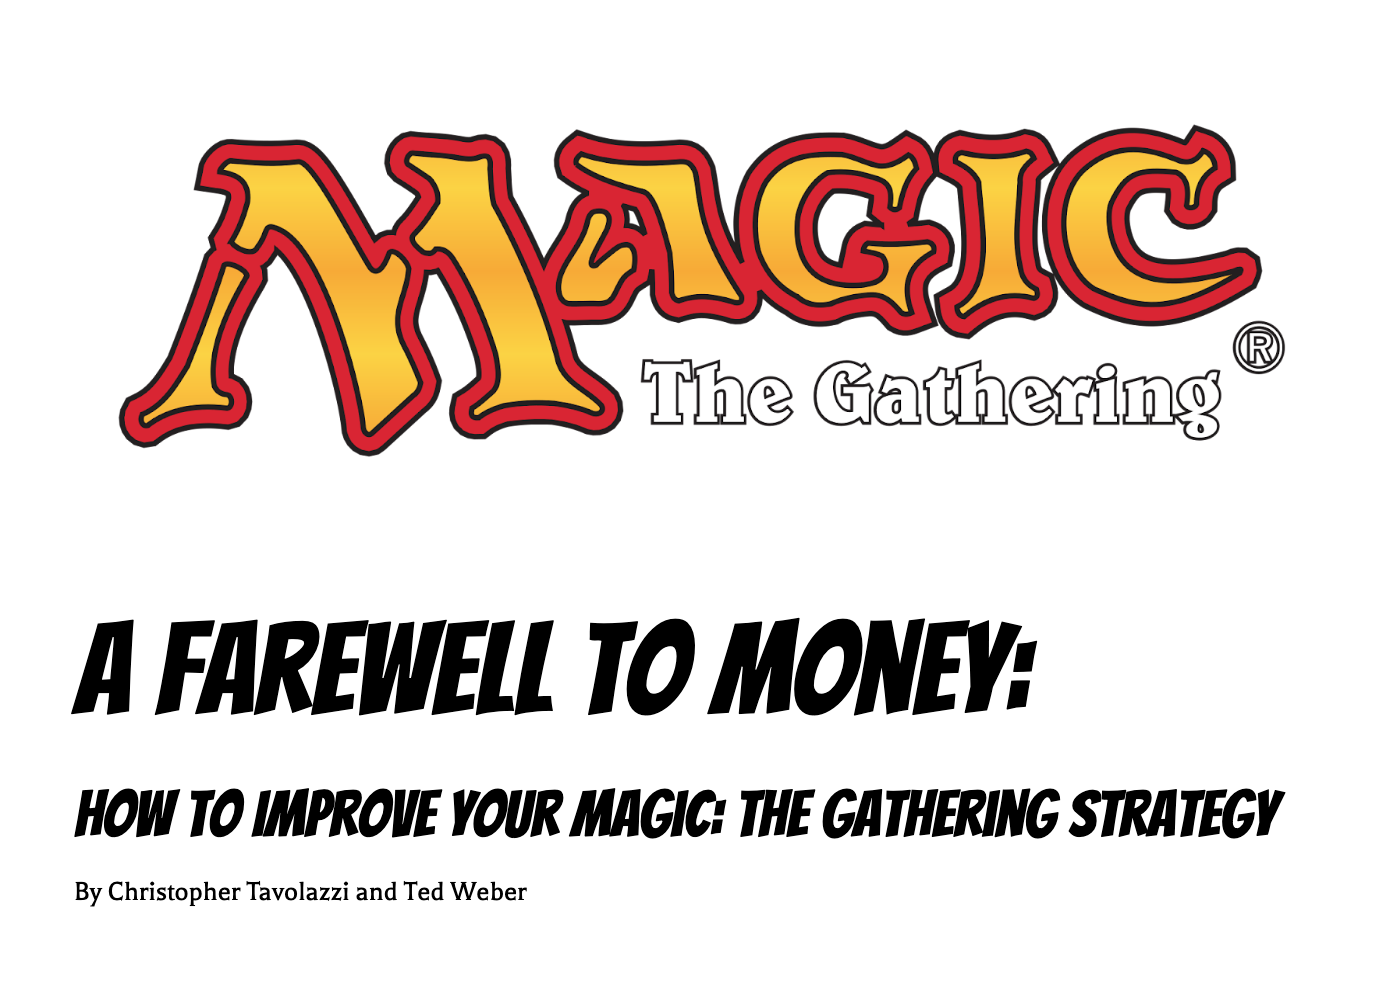 MAGIC
The Gathering®
A FAREWELL TO MONEY:
HOW TO IMPROVE YOUR MAGIC: THE GATHERING STRATEGY
By Christopher Tavolazzi and Ted Weber